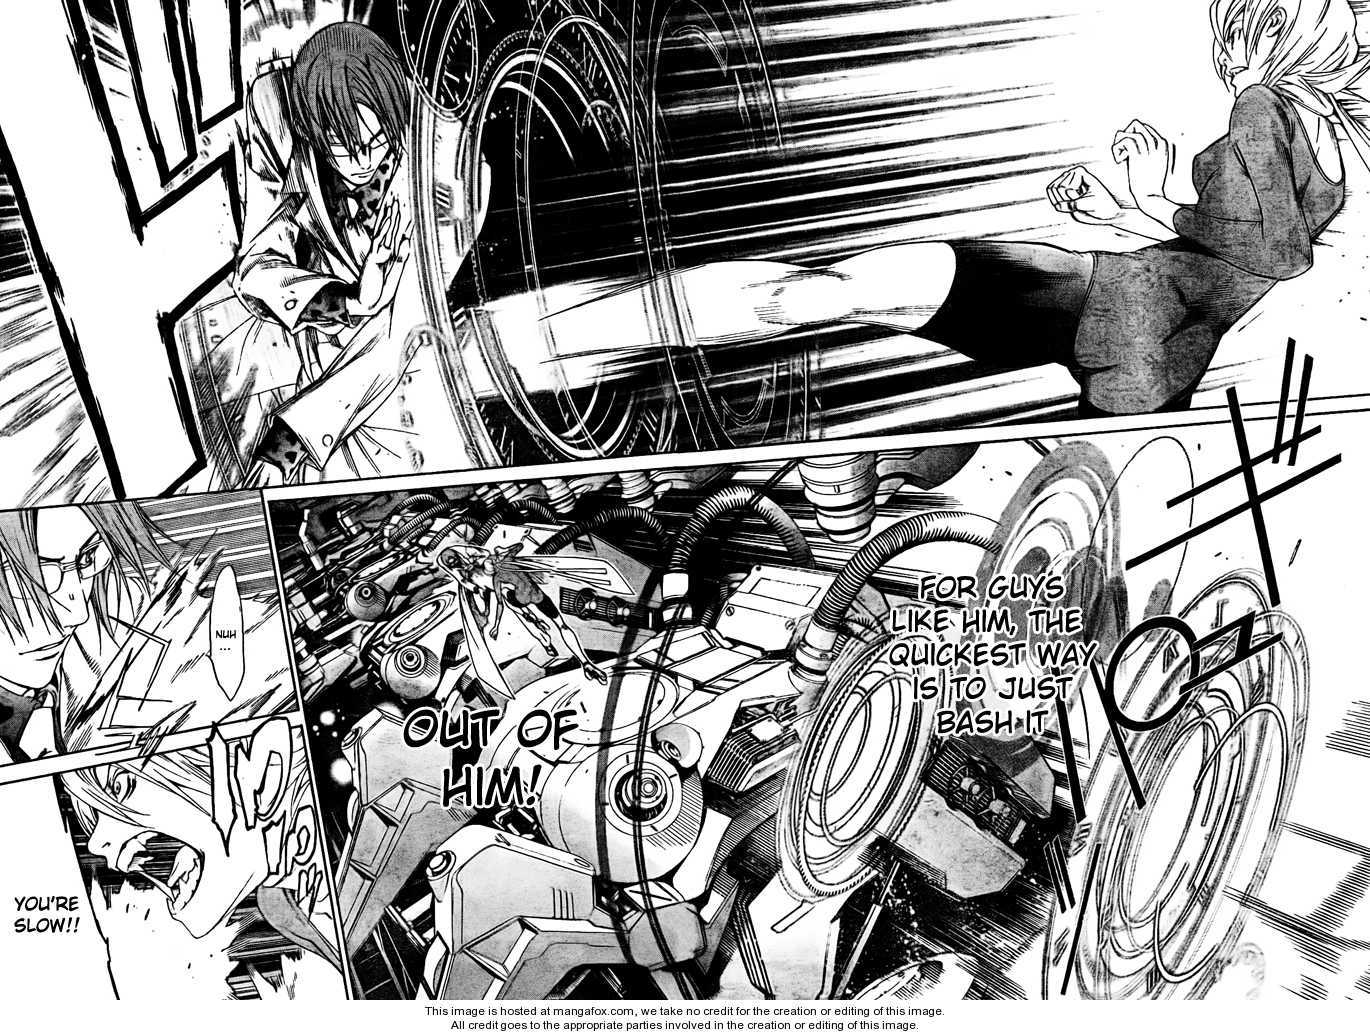 FOR GUYS
LIKE HIM, THE
QUICKEST WAY
IS TO JUST
BASH IT
OUT OF
HIM!
NUH
...
YOU'RE
SLOW!!
This image is hosted at mangafox.com, we take no credit for the creation or editing of this image.
All credit goes to the appropriate parties involved in the creation or editing of this image.